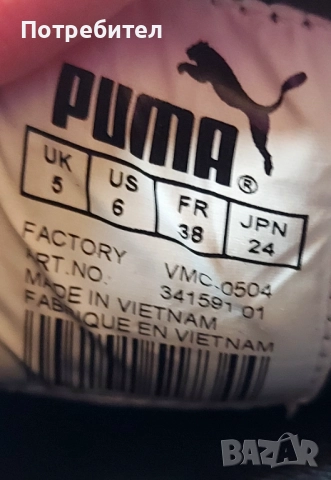 Потребител
PUMA®
UK 5 US 6 FR 38 JPN 24
FACTORY VMC-0504
ART.NO: 341591 01
MADE IN VIETNAM
FABRIQUE EN VIETNAM
BAZAR